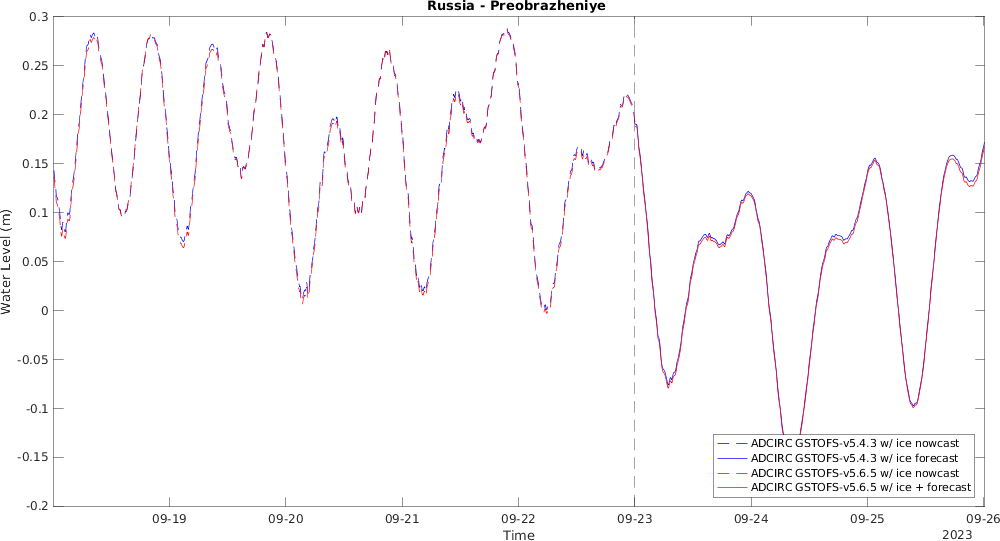 Russia - Preobrazheniye
0.3
0.25
0.2
0.15
0.1
0.05
0
-0.05
-0.1
-0.15
-0.2
Water Level (m)
ADCIRC GSTOFS-v5.4.3 w/ ice nowcast
ADCIRC GSTOFS-v5.4.3 w/ ice forecast
ADCIRC GSTOFS-v5.6.5 w/ ice nowcast
ADCIRC GSTOFS-v5.6.5 w/ ice + forecast
09-19 09-20 09-21 09-22 09-23 09-24 09-25 09-26
Time
2023